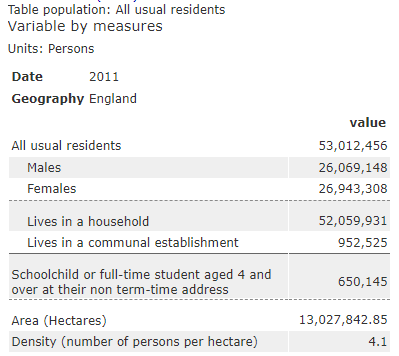 Table population: All usual residents
Variable by measures
Units: Persons
Date 2011
Geography England
value
All usual residents 53,012,456
Males 26,069,148
Females 26,943,308
Lives in a household 52,059,931
Lives in a communal establishment 952,525
Schoolchild or full-time student aged 4 and
over at their non term-time address 650,145
Area (Hectares) 13,027,842.85
Density (number of persons per hectare) 4.1